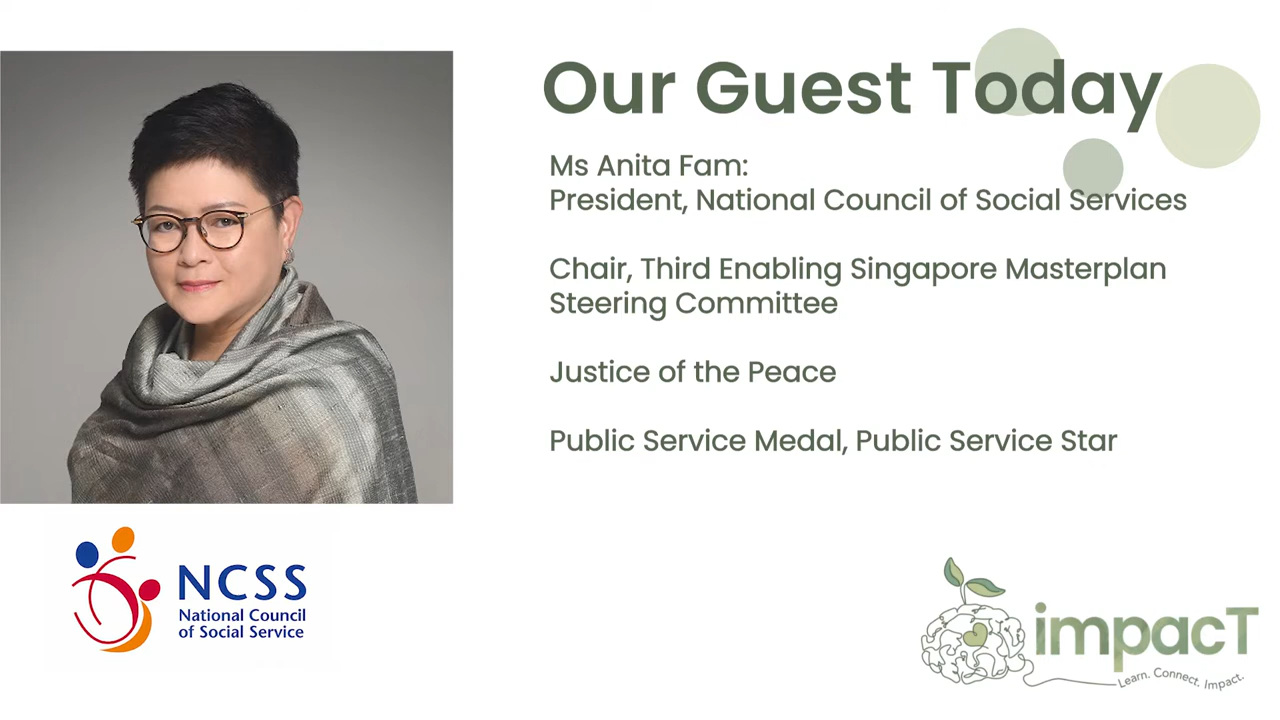 Our Guest Today
Ms Anita Fam:
President, National Council of Social Services
Chair, Third Enabling Singapore Masterplan
Steering Committee
Justice of the Peace
Public Service Medal, Public Service Star
NCSS
National Council
of Social Service
impacT
Learn. Connect. Impact.